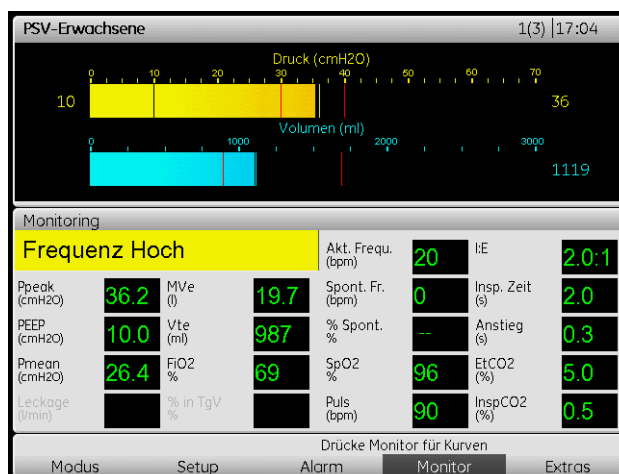 PSV-Erwachsene 1(3) 17:04
Druck (cmH2O)
0 10 20 30 40 50 60 70
10 36
Volumen (ml)
0 1000 2000 3000
1119
Monitoring
Frequenz Hoch Akt. Frequ. (bpm) 20 I:E 2.0:1
Ppeak (cmH2O) 36.2 MVe (l) 19.7 Spont. Fr. (bpm) 0 Insp. Zeit (s) 2.0
PEEP (cmH2O) 10.0 Vte (ml) 987 % Spont. % -- Anstieg (s) 0.3
Pmean (cmH2O) 26.4 FiO2 % 69 SpO2 % 96 EtCO2 (%) 5.0
Leckage (l/min) % in TgV % Puls (bpm) 90 InspCO2 (%) 0.5
Drücke Monitor für Kurven
Modus Setup Alarm Monitor Extras